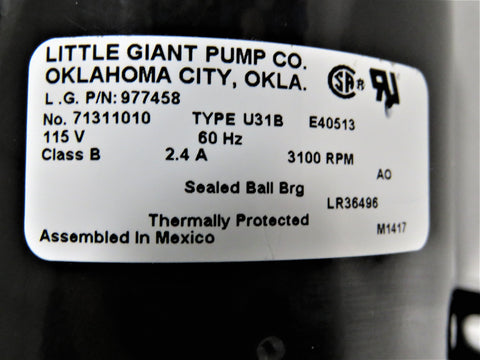 LITTLE GIANT PUMP CO.
OKLAHOMA CITY, OKLA.
L.G. P/N: 977458
No. 71311010 TYPE U31B E40513
115 V 60 Hz
Class B 2.4 A 3100 RPM
AO
Sealed Ball Brg
LR36496
Thermally Protected
M1417
Assembled In Mexico